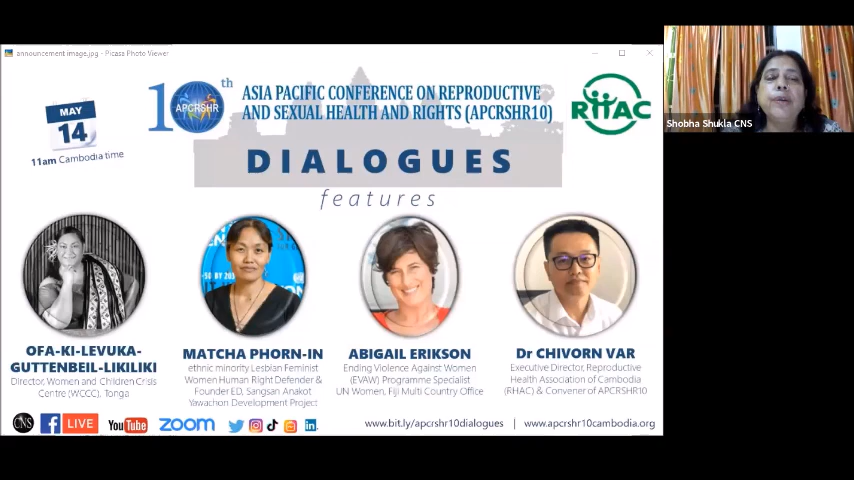 announcement image.jpg - Picasa Photo Viewer
Shobha Shukla CNS
MAY
14
11am Cambodia time
10th
APCRSHR
ASIA PACIFIC CONFERENCE ON REPRODUCTIVE
AND SEXUAL HEALTH AND RIGHTS (APCRSHR10)
RHAC
DIALOGUES
features
OFA-KI-LEVUKA-
GUTTENBEIL-LIKILIKI
Director, Women and Children Crisis
Centre (WCCC), Tonga
MATCHA PHORN-IN
ethnic minority Lesbian Feminist
Women Human Right Defender &
Founder ED, Sangsan Anakot
Yawachon Development Project
ABIGAIL ERIKSON
Ending Violence Against Women
(EVAW) Programme Specialist
UN Women, Fiji Multi Country Office
Dr CHIVORN VAR
Executive Director, Reproductive
Health Association of Cambodia
(RHAC) & Convener of APCRSHR10
CNS
LIVE
YouTube
zoom
www.bit.ly/apcrshr10dialogues | www.apcrshr10cambodia.org